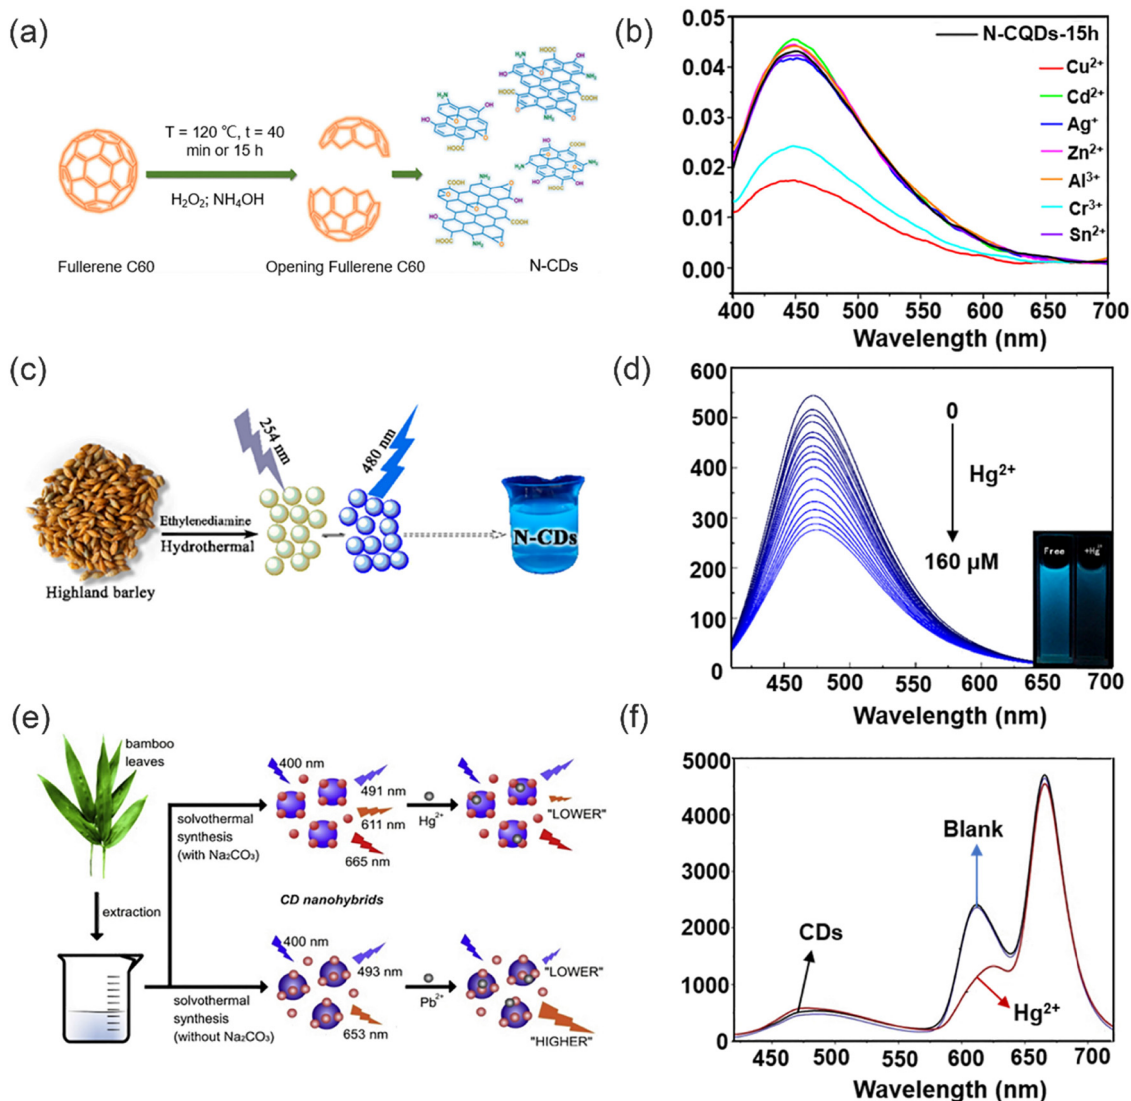 (a)
T = 120 ℃, t = 40
min or 15 h
H₂O₂; NH₄OH
Fullerene C60
Opening Fullerene C60
N-CDs
(b)
0.05
0.04
0.03
0.02
0.01
0.00
N-CQDs-15h
Cu²⁺
Cd²⁺
Ag⁺
Zn²⁺
Al³⁺
Cr³⁺
Sn²⁺
400 450 500 550 600 650 700
Wavelength (nm)
(c)
254 nm
480 nm
Ethylenediamine
Hydrothermal
Highland barley
N-CDs
(d)
600
500
400
300
200
100
0
0
Hg²⁺
160 μM
Free
+Hg²⁺
450 500 550 600 650 700
Wavelength (nm)
(e)
bamboo
leaves
extraction
solvothermal
synthesis
(with Na₂CO₃)
400 nm
491 nm
611 nm
665 nm
Hg²⁺
"LOWER"
CD nanohybrids
solvothermal
synthesis
(without Na₂CO₃)
400 nm
493 nm
653 nm
Pb²⁺
"LOWER"
"HIGHER"
(f)
5000
4000
3000
2000
1000
0
Blank
CDs
Hg²⁺
450 500 550 600 650 700
Wavelength (nm)